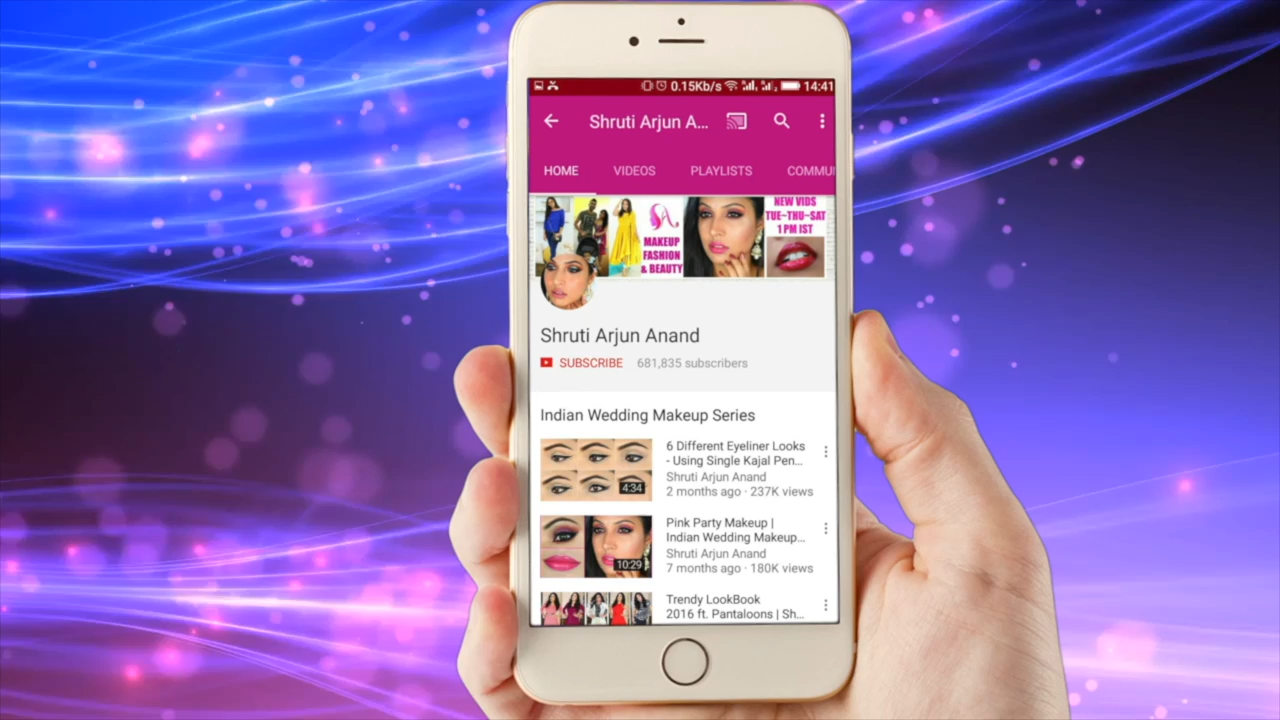 0.15Kb/s 14:41
Shruti Arjun A...
HOME VIDEOS PLAYLISTS COMMU
SA
MAKEUP
FASHION
& BEAUTY
NEW VIDS
TUE~THU~SAT
1 PM IST
Shruti Arjun Anand
SUBSCRIBE 681,835 subscribers
Indian Wedding Makeup Series
6 Different Eyeliner Looks
- Using Single Kajal Pen...
Shruti Arjun Anand
2 months ago · 237K views
4:34
Pink Party Makeup |
Indian Wedding Makeup...
Shruti Arjun Anand
7 months ago · 180K views
10:29
Trendy LookBook
2016 ft. Pantaloons | Sh...